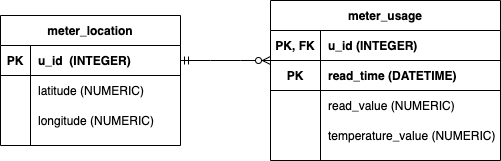 meter_location
PK u_id (INTEGER)
latitude (NUMERIC)
longitude (NUMERIC)
meter_usage
PK, FK u_id (INTEGER)
PK read_time (DATETIME)
read_value (NUMERIC)
temperature_value (NUMERIC)